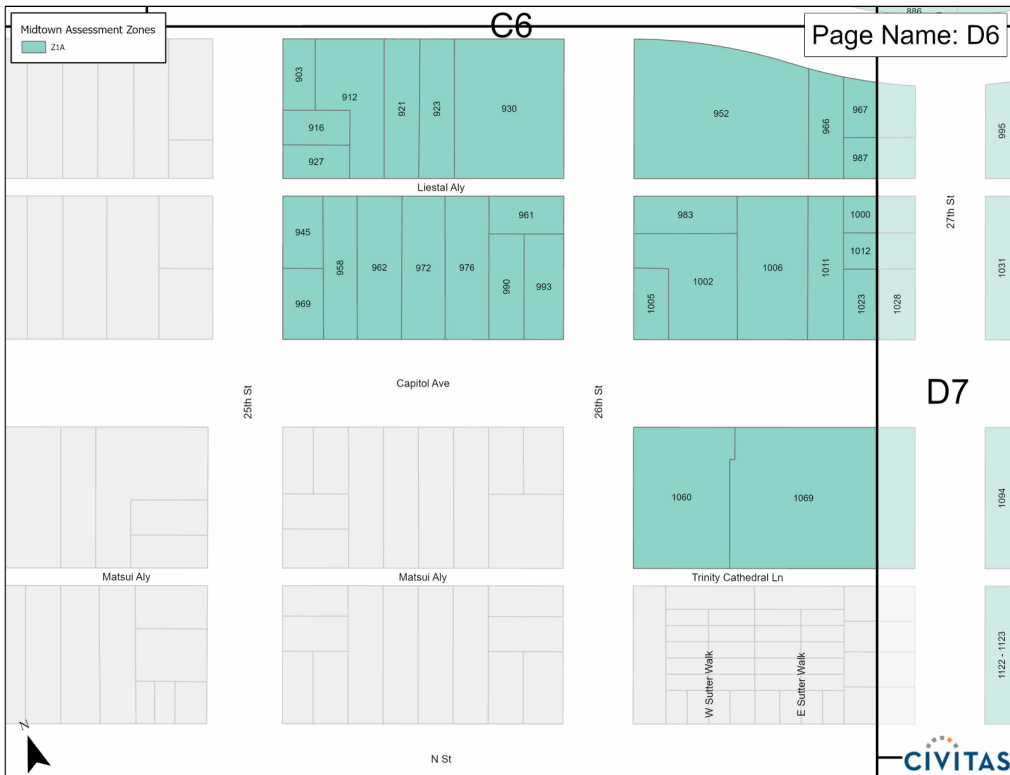 Midtown Assessment Zones
Z1A
C6
886
Page Name: D6
903
912
921
923
930
952
966
967
995
916
927
987
Liestal Aly
27th St
945
958
962
972
976
961
983
1006
1011
1000
1012
1031
969
990
993
1005
1002
1023
1028
25th St
Capitol Ave
26th St
D7
1060
1069
1094
Matsui Aly
Matsui Aly
Trinity Cathedral Ln
W Sutter Walk
E Sutter Walk
1122 - 1123
N
N St
CIVITAS